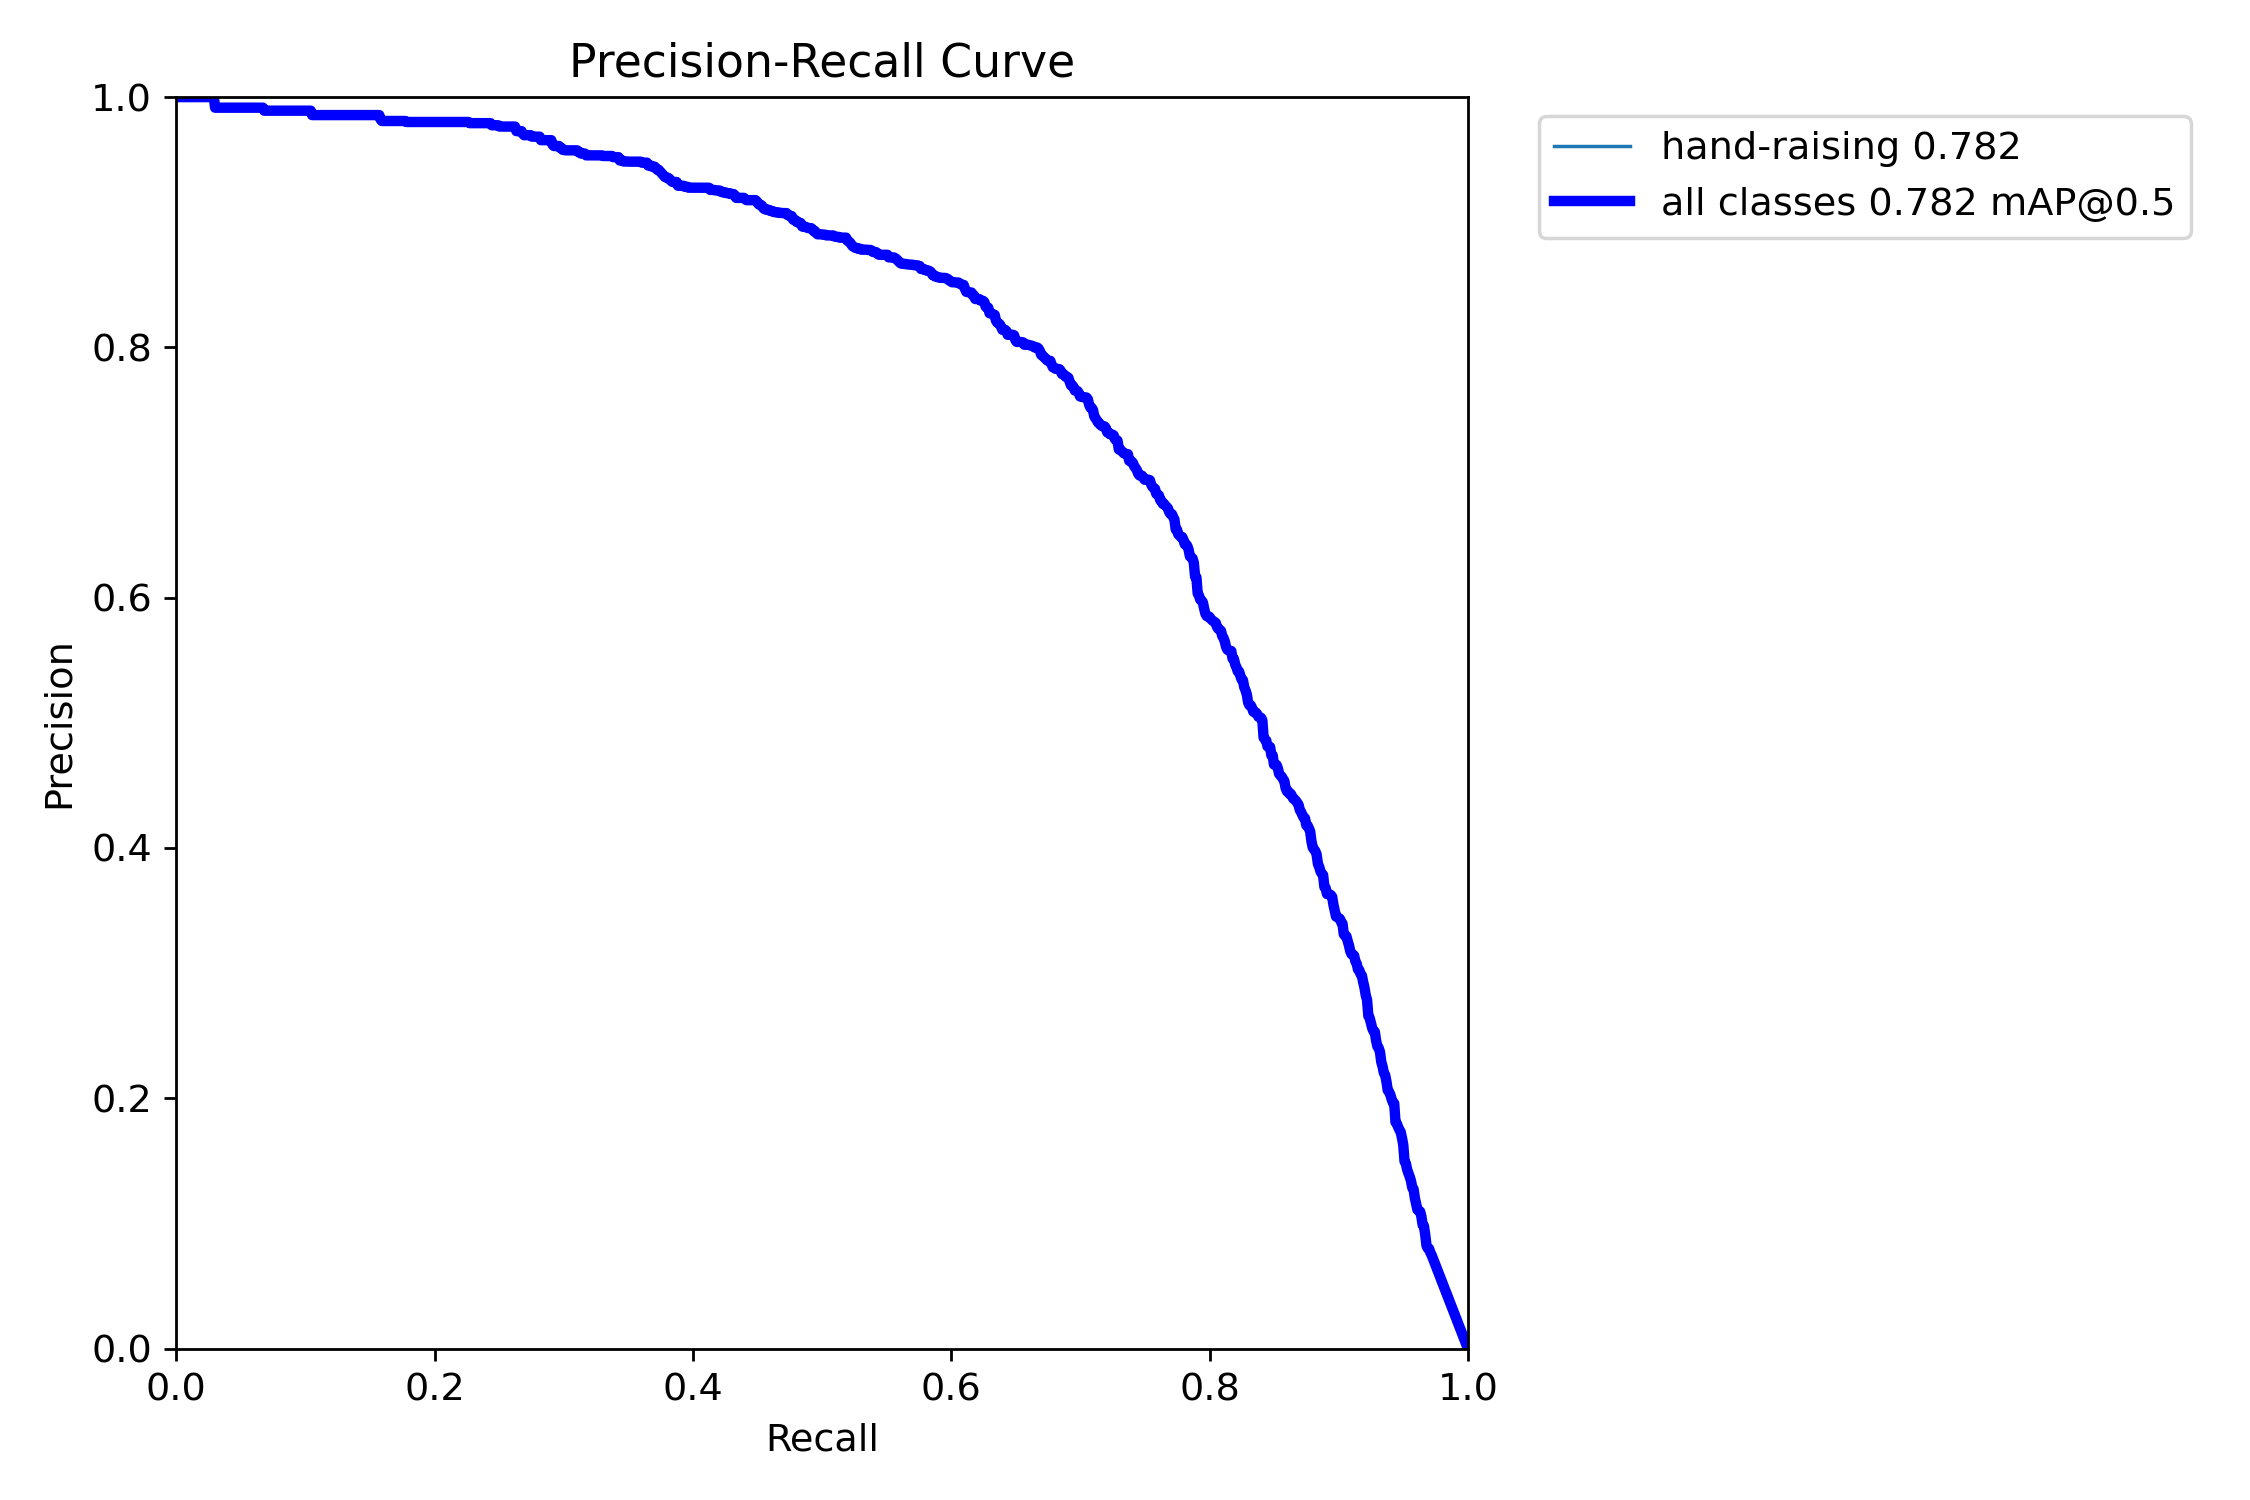 Precision-Recall Curve
hand-raising 0.782
all classes 0.782 mAP@0.5
1.0
0.8
0.6
0.4
0.2
0.0
Precision
0.0 0.2 0.4 0.6 0.8 1.0
Recall